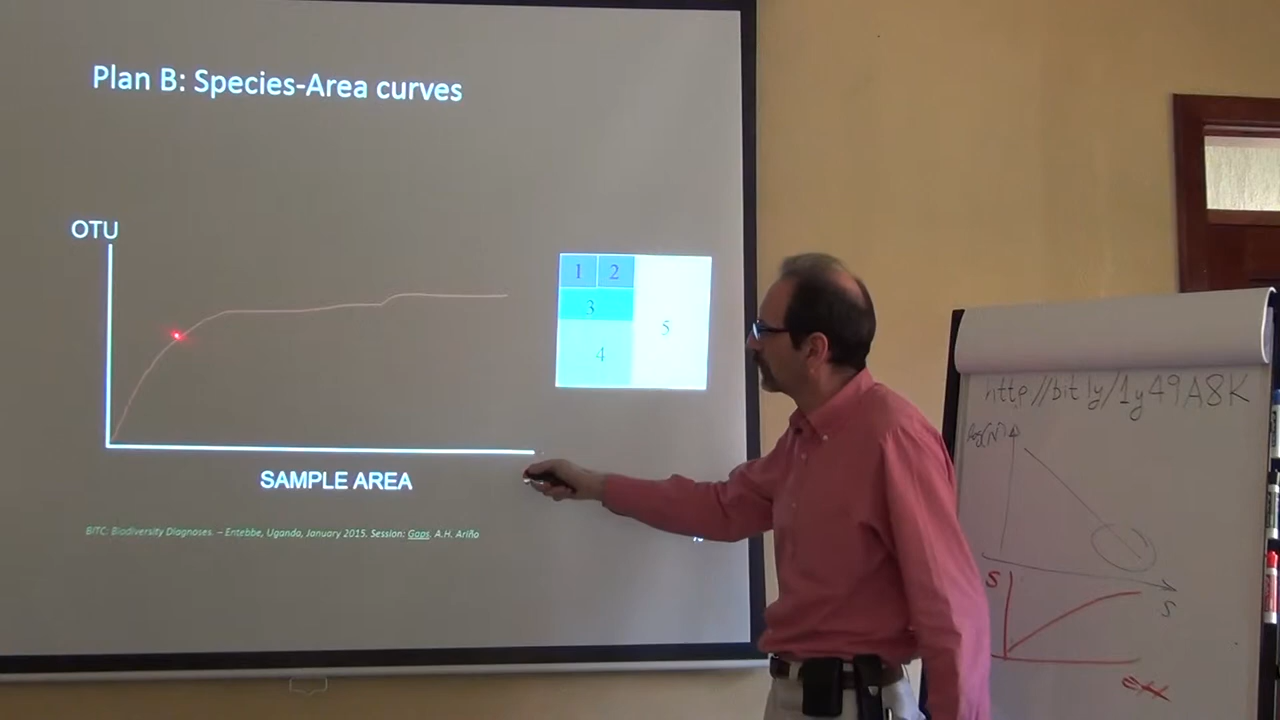 Plan B: Species-Area curves
OTU
1 2
3
4
5
SAMPLE AREA
BITC: Biodiversity Diagnoses. – Entebbe, Uganda, January 2015. Session: Gaps. A.H. Ariño
http//bit ly/1y49A8K
log(N)
S
S